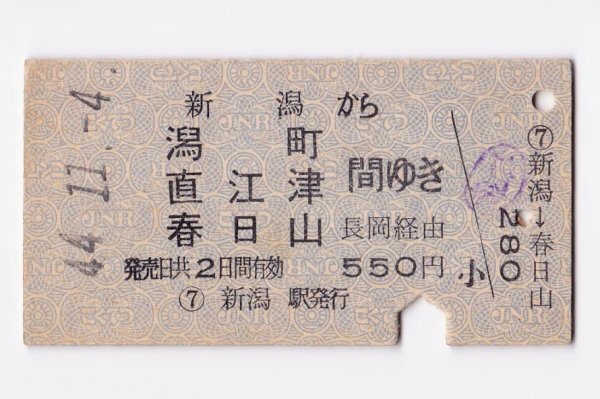 44.11.-4
新潟から
潟町
直江津
春日山
間ゆき
長岡経由
発売日共2日間有効
550円
⑦ 新潟 駅発行
小
⑦新潟→春日山
280